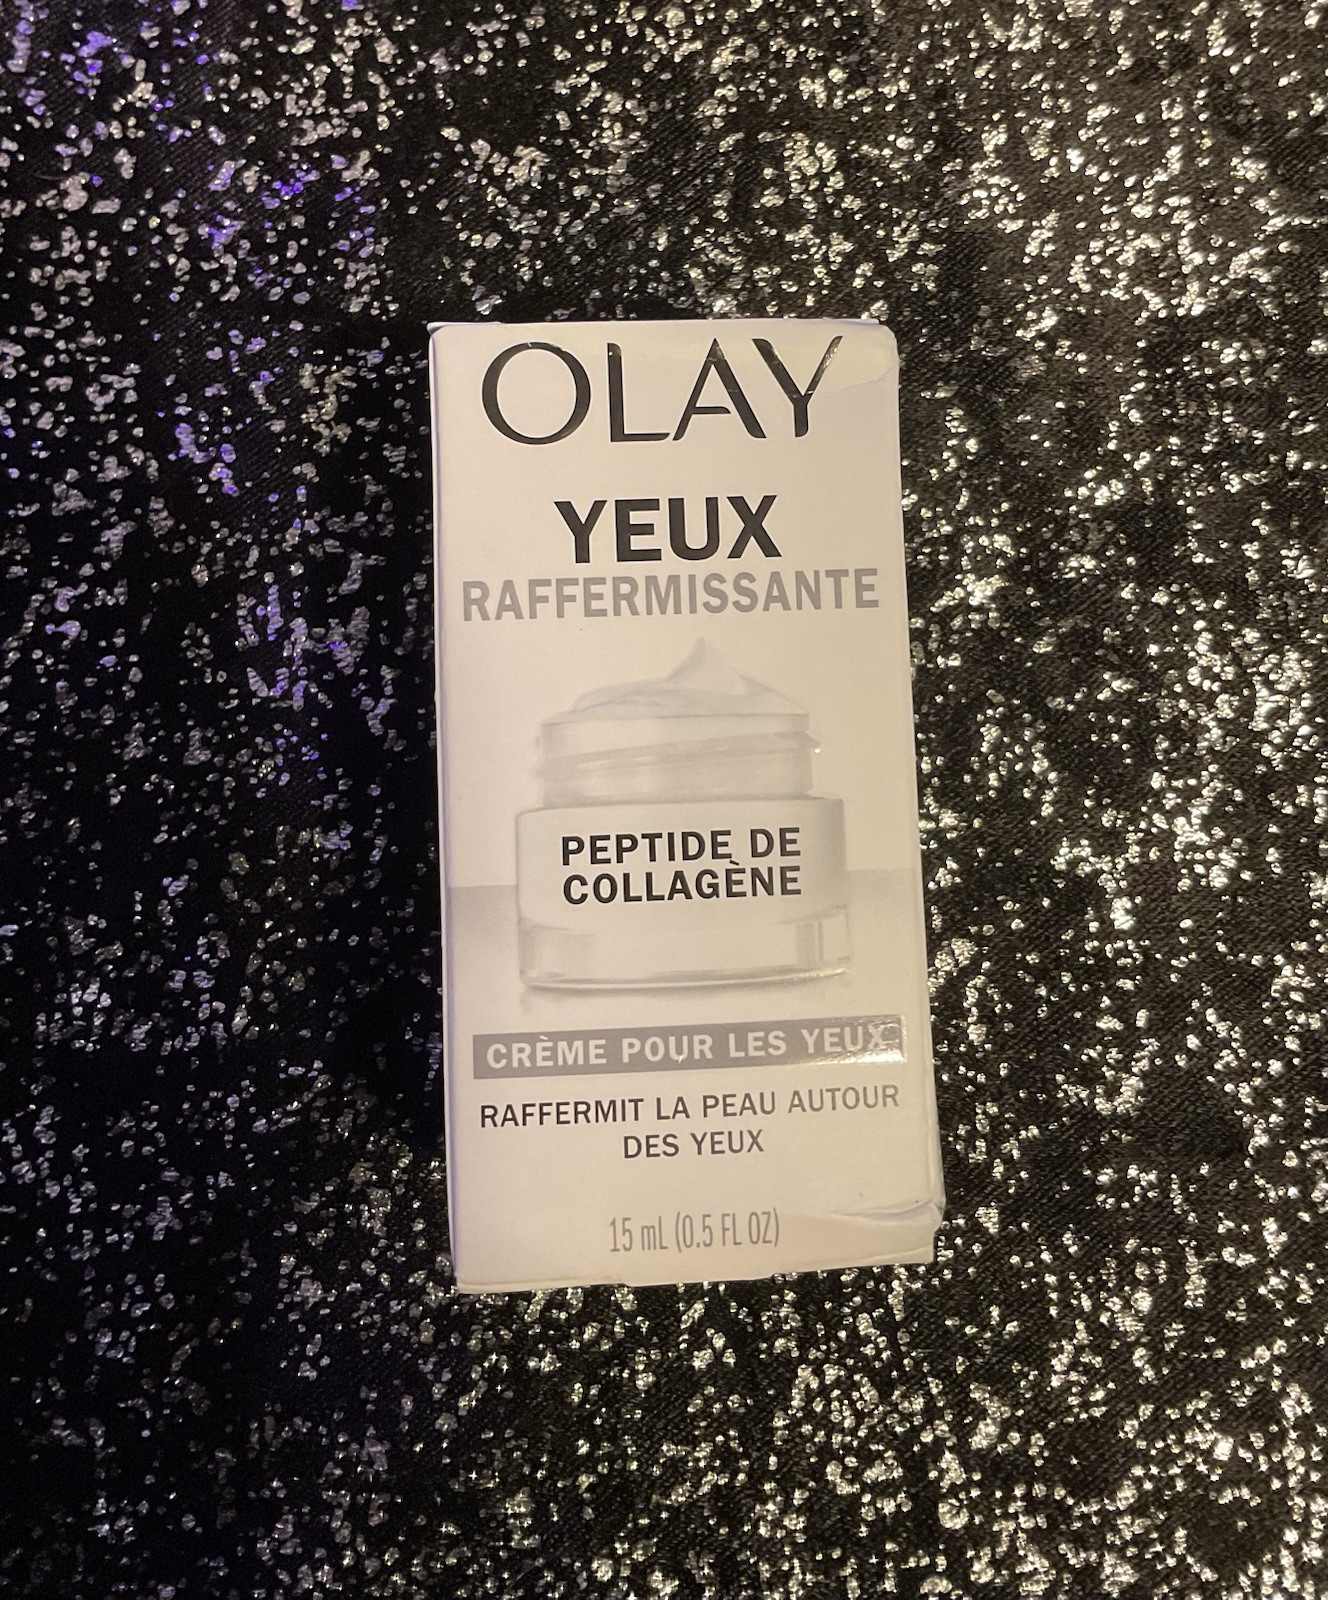 OLAY
YEUX
RAFFERMISSANTE
PEPTIDE DE
COLLAGÈNE
CRÈME POUR LES YEUX
RAFFERMIT LA PEAU AUTOUR
DES YEUX
15 mL (0.5 FL OZ)